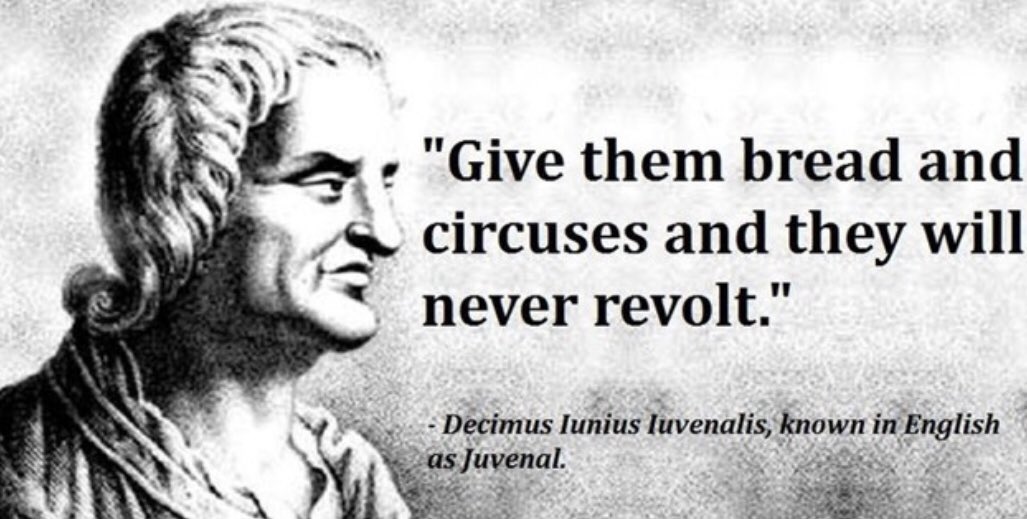 "Give them bread and
circuses and they will
never revolt."
- Decimus Iunius Iuvenalis, known in English
as Juvenal.